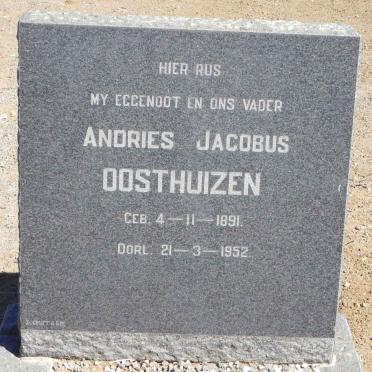 HIER RUS
MY EGGENOOT EN ONS VADER
ANDRIES JACOBUS
OOSTHUIZEN
GEB. 4-11-1891.
OORL. 21-3-1952.